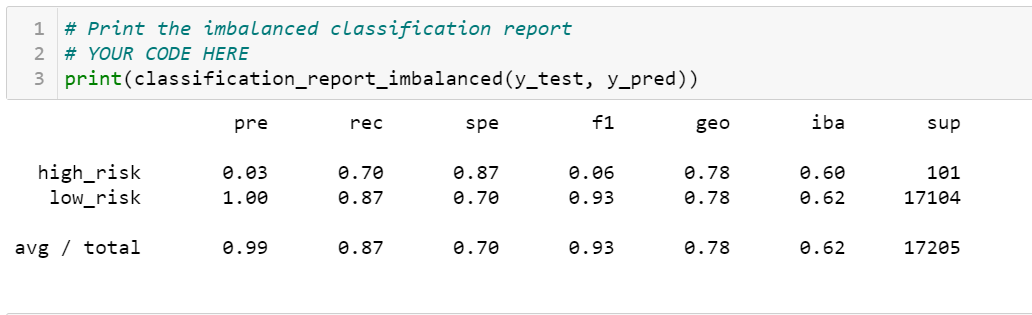 1 # Print the imbalanced classification report
2 # YOUR CODE HERE
3 print(classification_report_imbalanced(y_test, y_pred))
pre rec spe f1 geo iba sup
high_risk 0.03 0.70 0.87 0.06 0.78 0.60 101
low_risk 1.00 0.87 0.70 0.93 0.78 0.62 17104
avg / total 0.99 0.87 0.70 0.93 0.78 0.62 17205